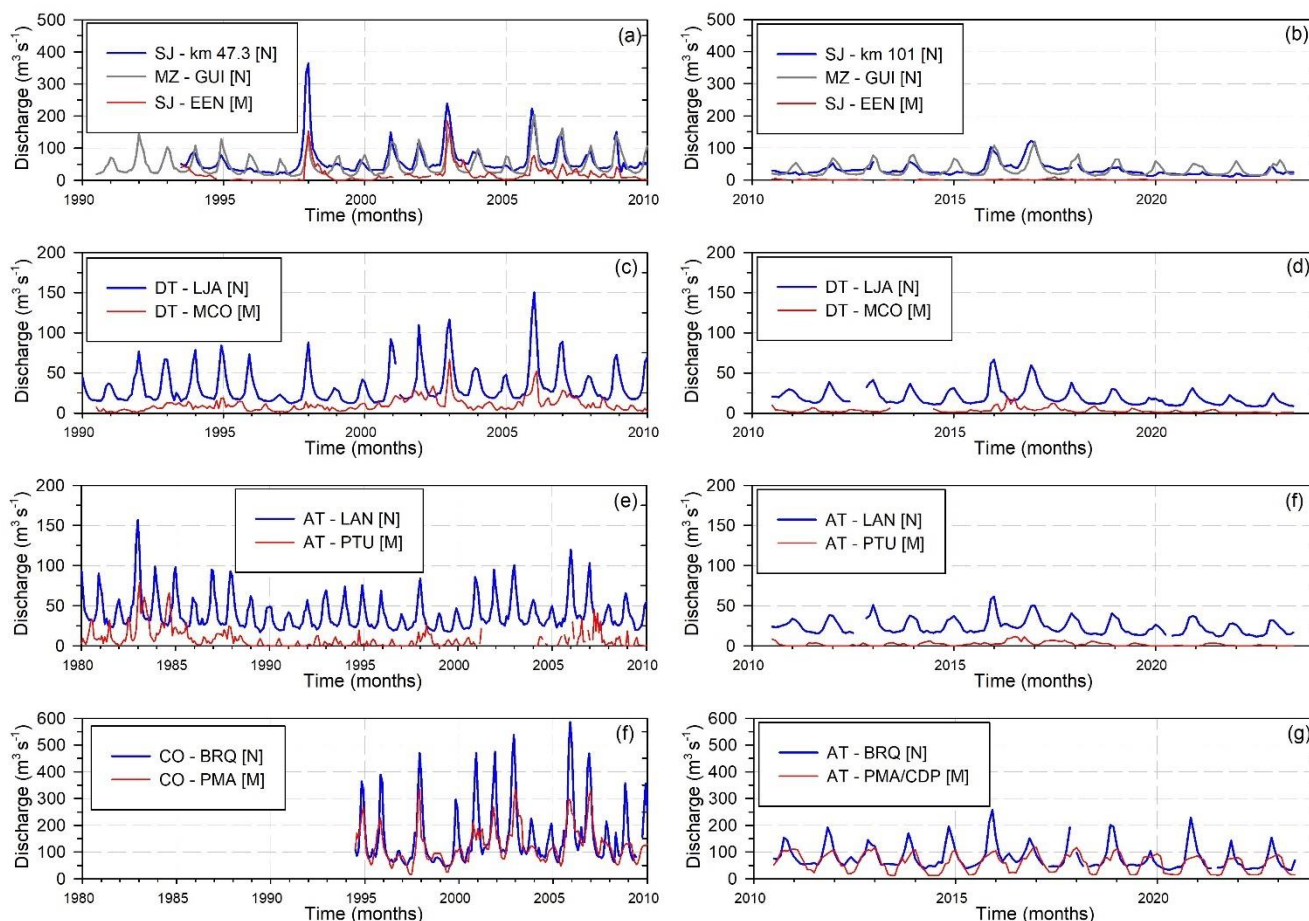 (a)
Discharge (m³ s⁻¹)
500
400
300
200
100
0
SJ - km 47.3 [N]
MZ - GUI [N]
SJ - EEN [M]
1990 1995 2000 2005 2010
Time (months)
(b)
Discharge (m³ s⁻¹)
500
400
300
200
100
0
SJ - km 101 [N]
MZ - GUI [N]
SJ - EEN [M]
2010 2015 2020
Time (months)
(c)
Discharge (m³ s⁻¹)
200
150
100
50
0
DT - LJA [N]
DT - MCO [M]
1990 1995 2000 2005 2010
Time (months)
(d)
Discharge (m³ s⁻¹)
200
150
100
50
0
DT - LJA [N]
DT - MCO [M]
2010 2015 2020
Time (months)
(e)
Discharge (m³ s⁻¹)
200
150
100
50
0
AT - LAN [N]
AT - PTU [M]
1980 1985 1990 1995 2000 2005 2010
Time (months)
(f)
Discharge (m³ s⁻¹)
200
150
100
50
0
AT - LAN [N]
AT - PTU [M]
2010 2015 2020
Time (months)
(f)
Discharge (m³ s⁻¹)
600
500
400
300
200
100
0
CO - BRQ [N]
CO - PMA [M]
1980 1985 1990 1995 2000 2005 2010
Time (months)
(g)
Discharge (m³ s⁻¹)
600
500
400
300
200
100
0
AT - BRQ [N]
AT - PMA/CDP [M]
2010 2015 2020
Time (months)